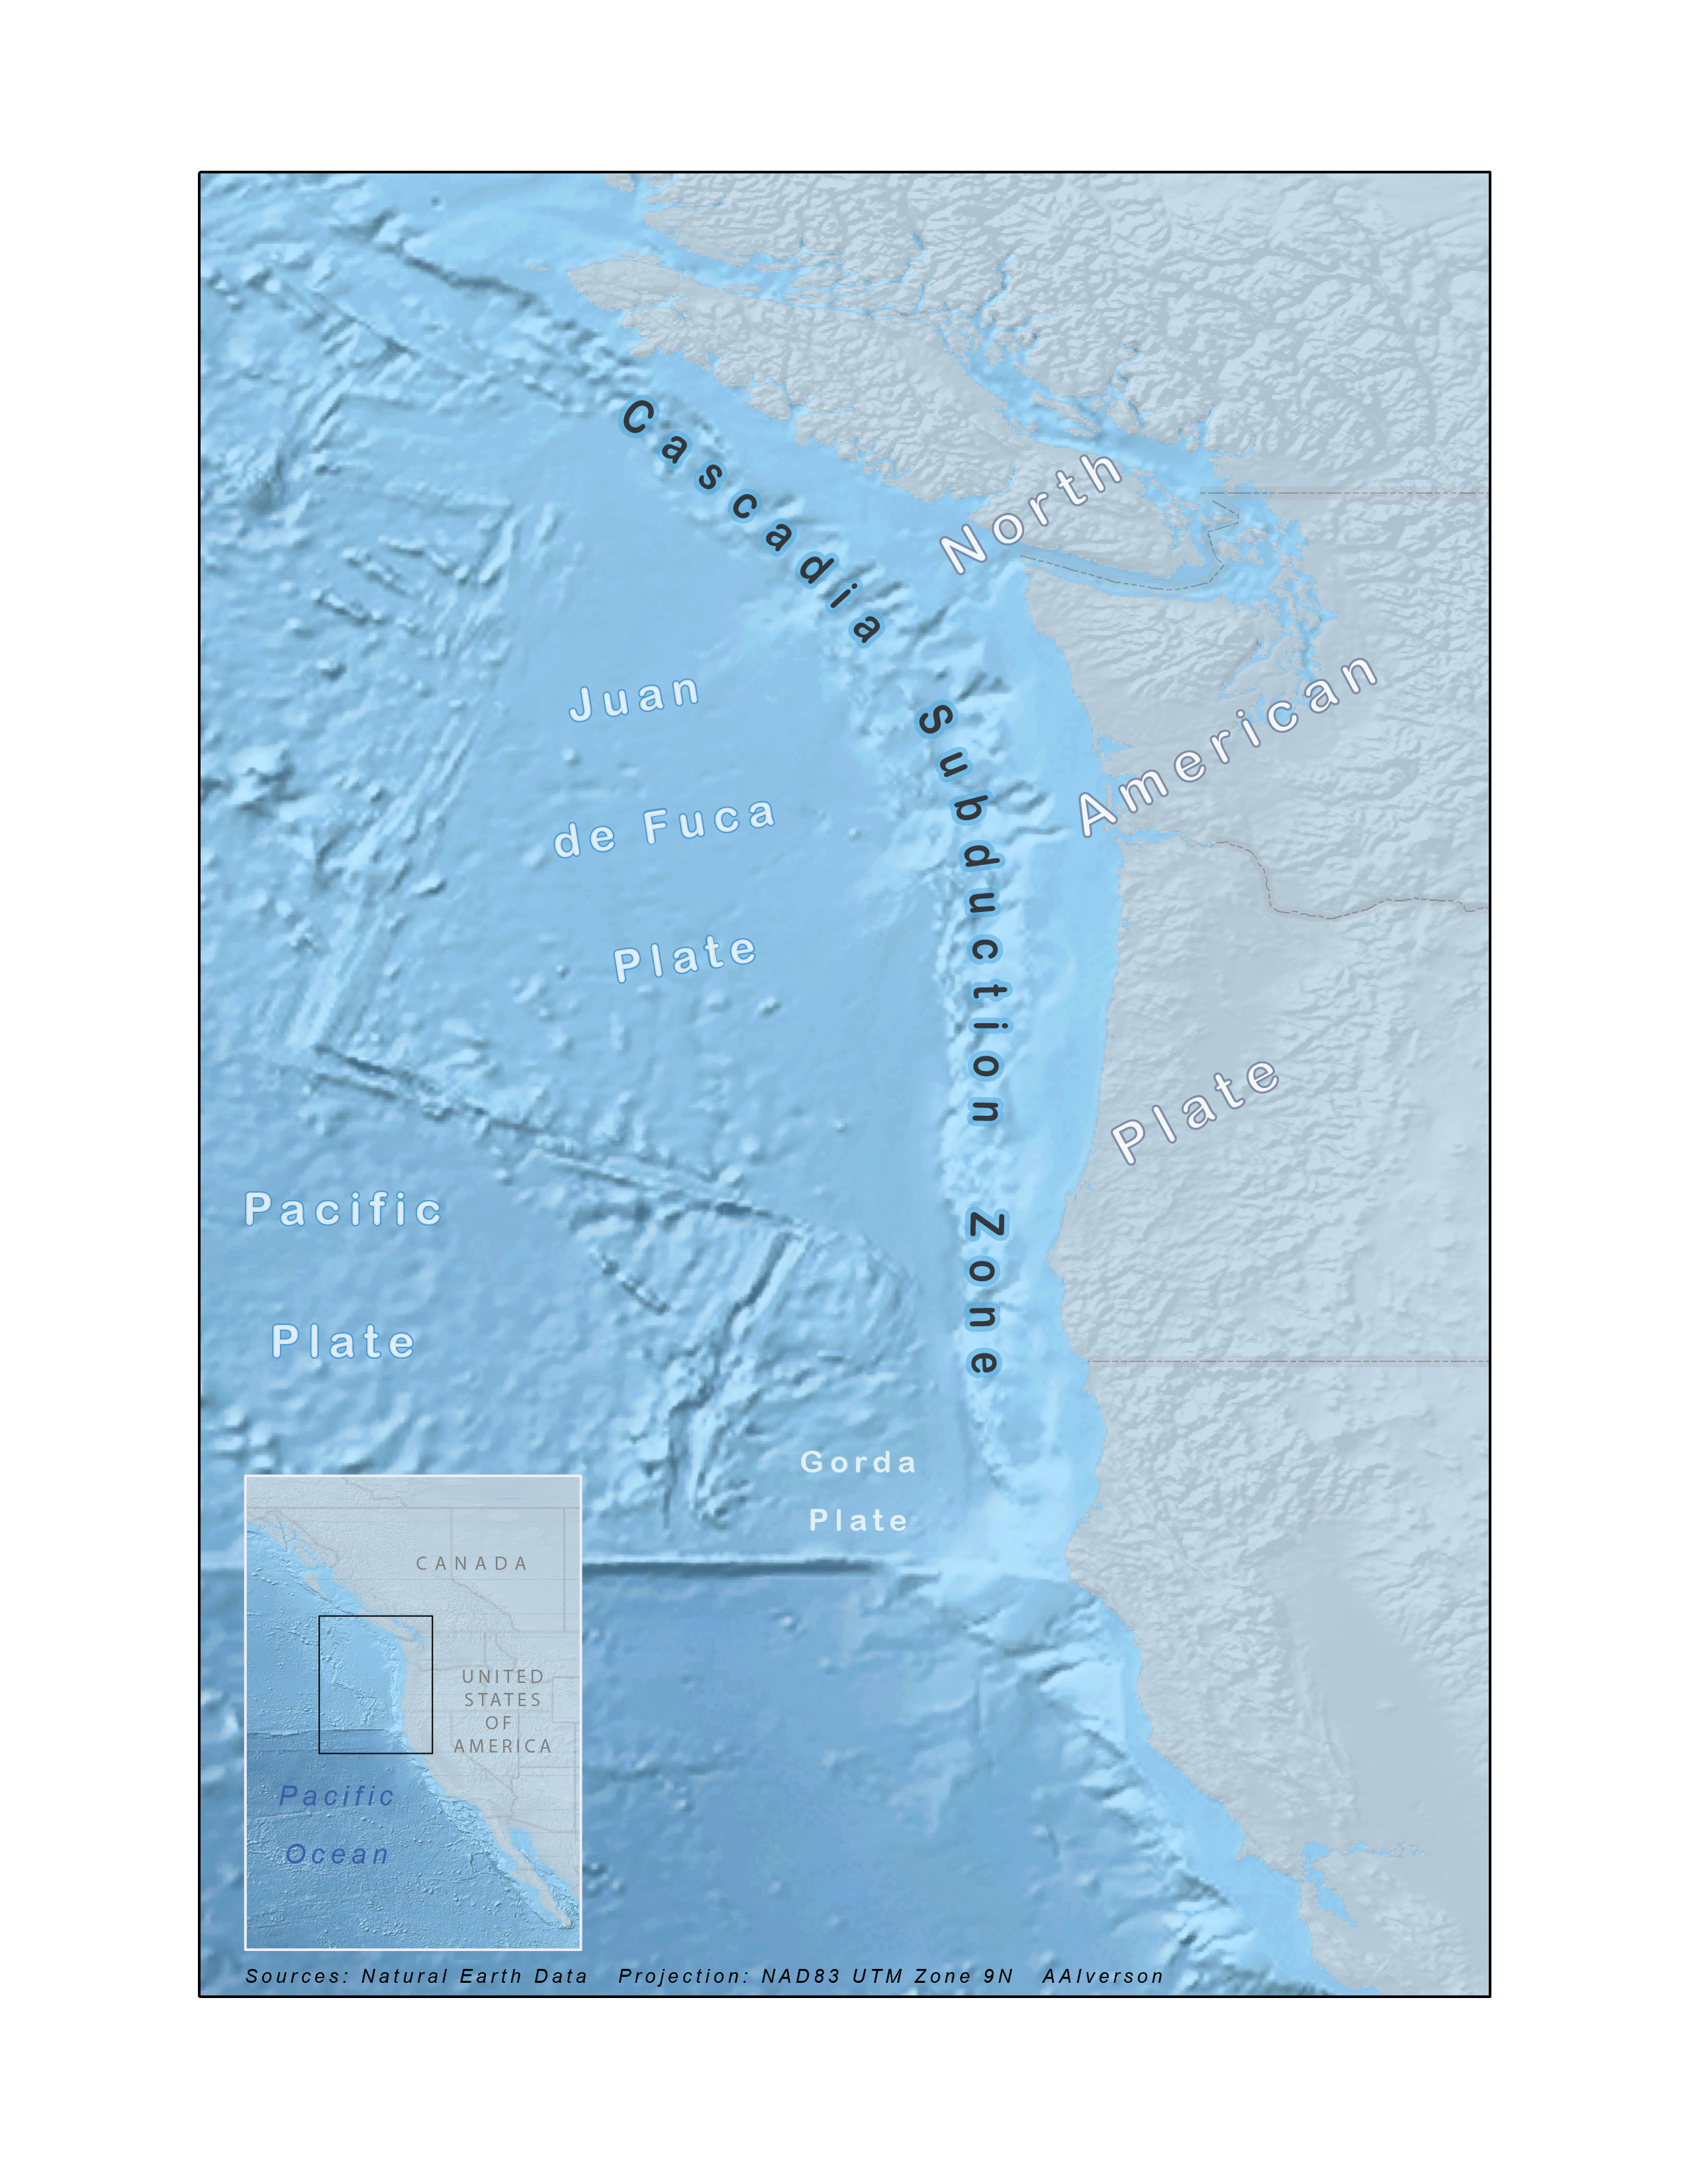 Cascadia Subduction Zone
North
American
Plate
Juan
de Fuca
Plate
Pacific
Plate
Gorda
Plate
CANADA
UNITED
STATES
OF
AMERICA
Pacific
Ocean
Sources: Natural Earth Data Projection: NAD83 UTM Zone 9N AAIverson